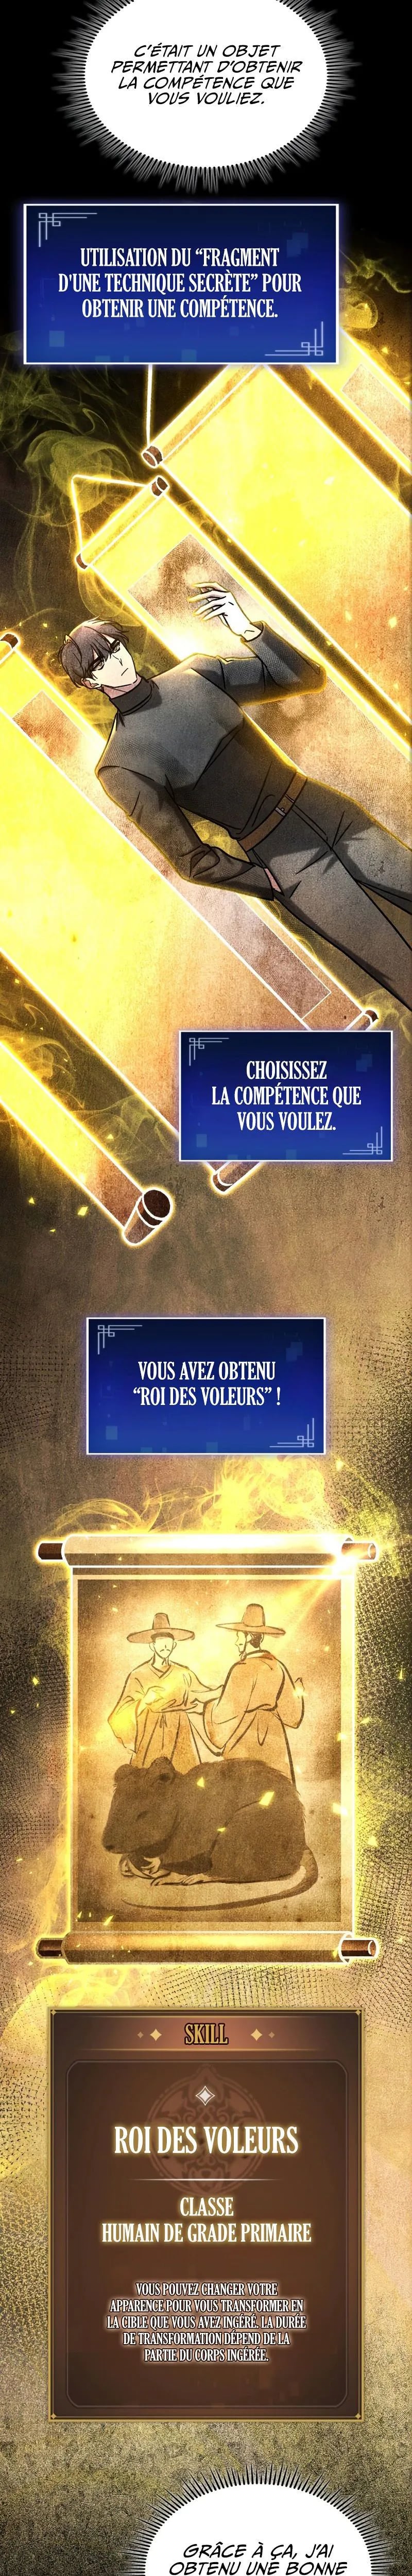 C'ÉTAIT UN OBJET
PERMETTANT D'OBTENIR
LA COMPÉTENCE QUE
VOUS VOULIEZ.
UTILISATION DU “FRAGMENT
D'UNE TECHNIQUE SECRÈTE” POUR
OBTENIR UNE COMPÉTENCE.
CHOISISSEZ
LA COMPÉTENCE QUE
VOUS VOULEZ.
VOUS AVEZ OBTENU
“ROI DES VOLEURS” !
SKILL
ROI DES VOLEURS
CLASSE
HUMAIN DE GRADE PRIMAIRE
VOUS POUVEZ CHANGER VOTRE
APPARENCE POUR VOUS TRANSFORMER EN
LA CIBLE QUE VOUS AVEZ INGÉRÉ. LA DURÉE
DE TRANSFORMATION DÉPEND DE LA
PARTIE DU CORPS INGÉRÉE.
GRÂCE À ÇA, J'AI
OBTENU UNE BONNE